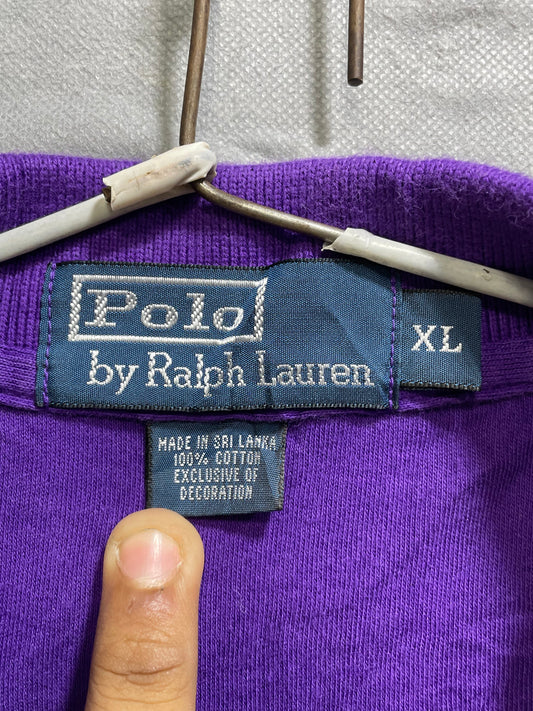 Polo
by Ralph Lauren
XL
MADE IN SRI LANKA
100% COTTON
EXCLUSIVE OF
DECORATION